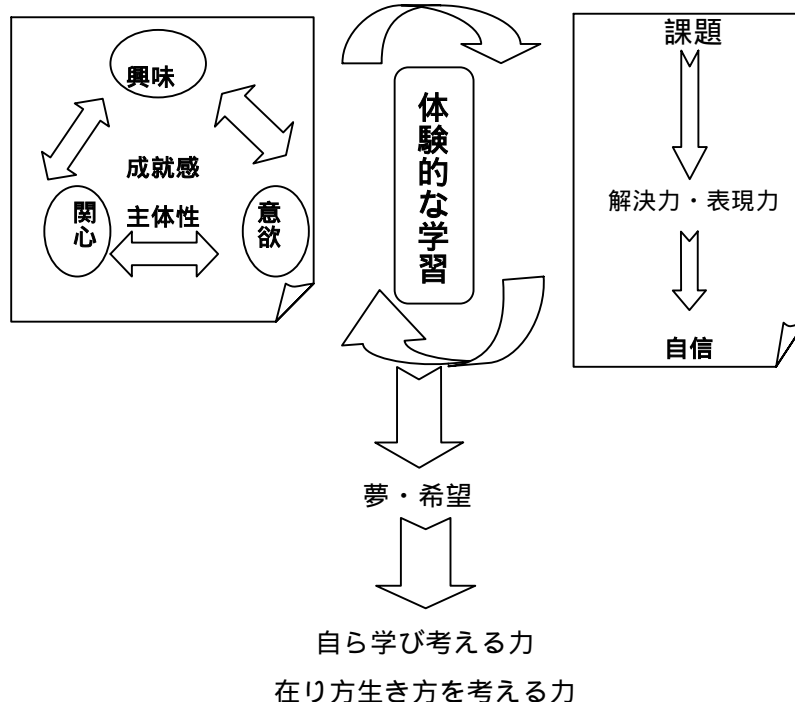 興味
成就感
関心
主体性
意欲
体験的な学習
課題
解決力・表現力
自信
夢・希望
自ら学び考える力
在り方生き方を考える力